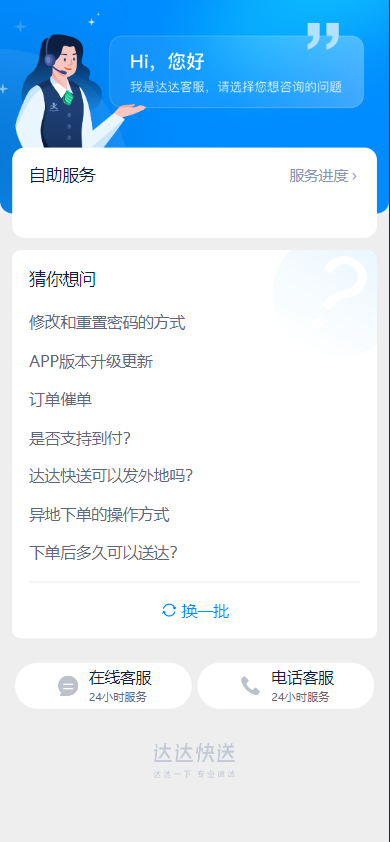 Hi，您好
我是达达客服，请选择您想咨询的问题
自助服务
服务进度
猜你想问
修改和重置密码的方式
APP版本升级更新
订单催单
是否支持到付?
达达快送可以发外地吗?
异地下单的操作方式
下单后多久可以送达?
换一批
在线客服
24小时服务
电话客服
24小时服务
达达快送
达达一下 专业快送